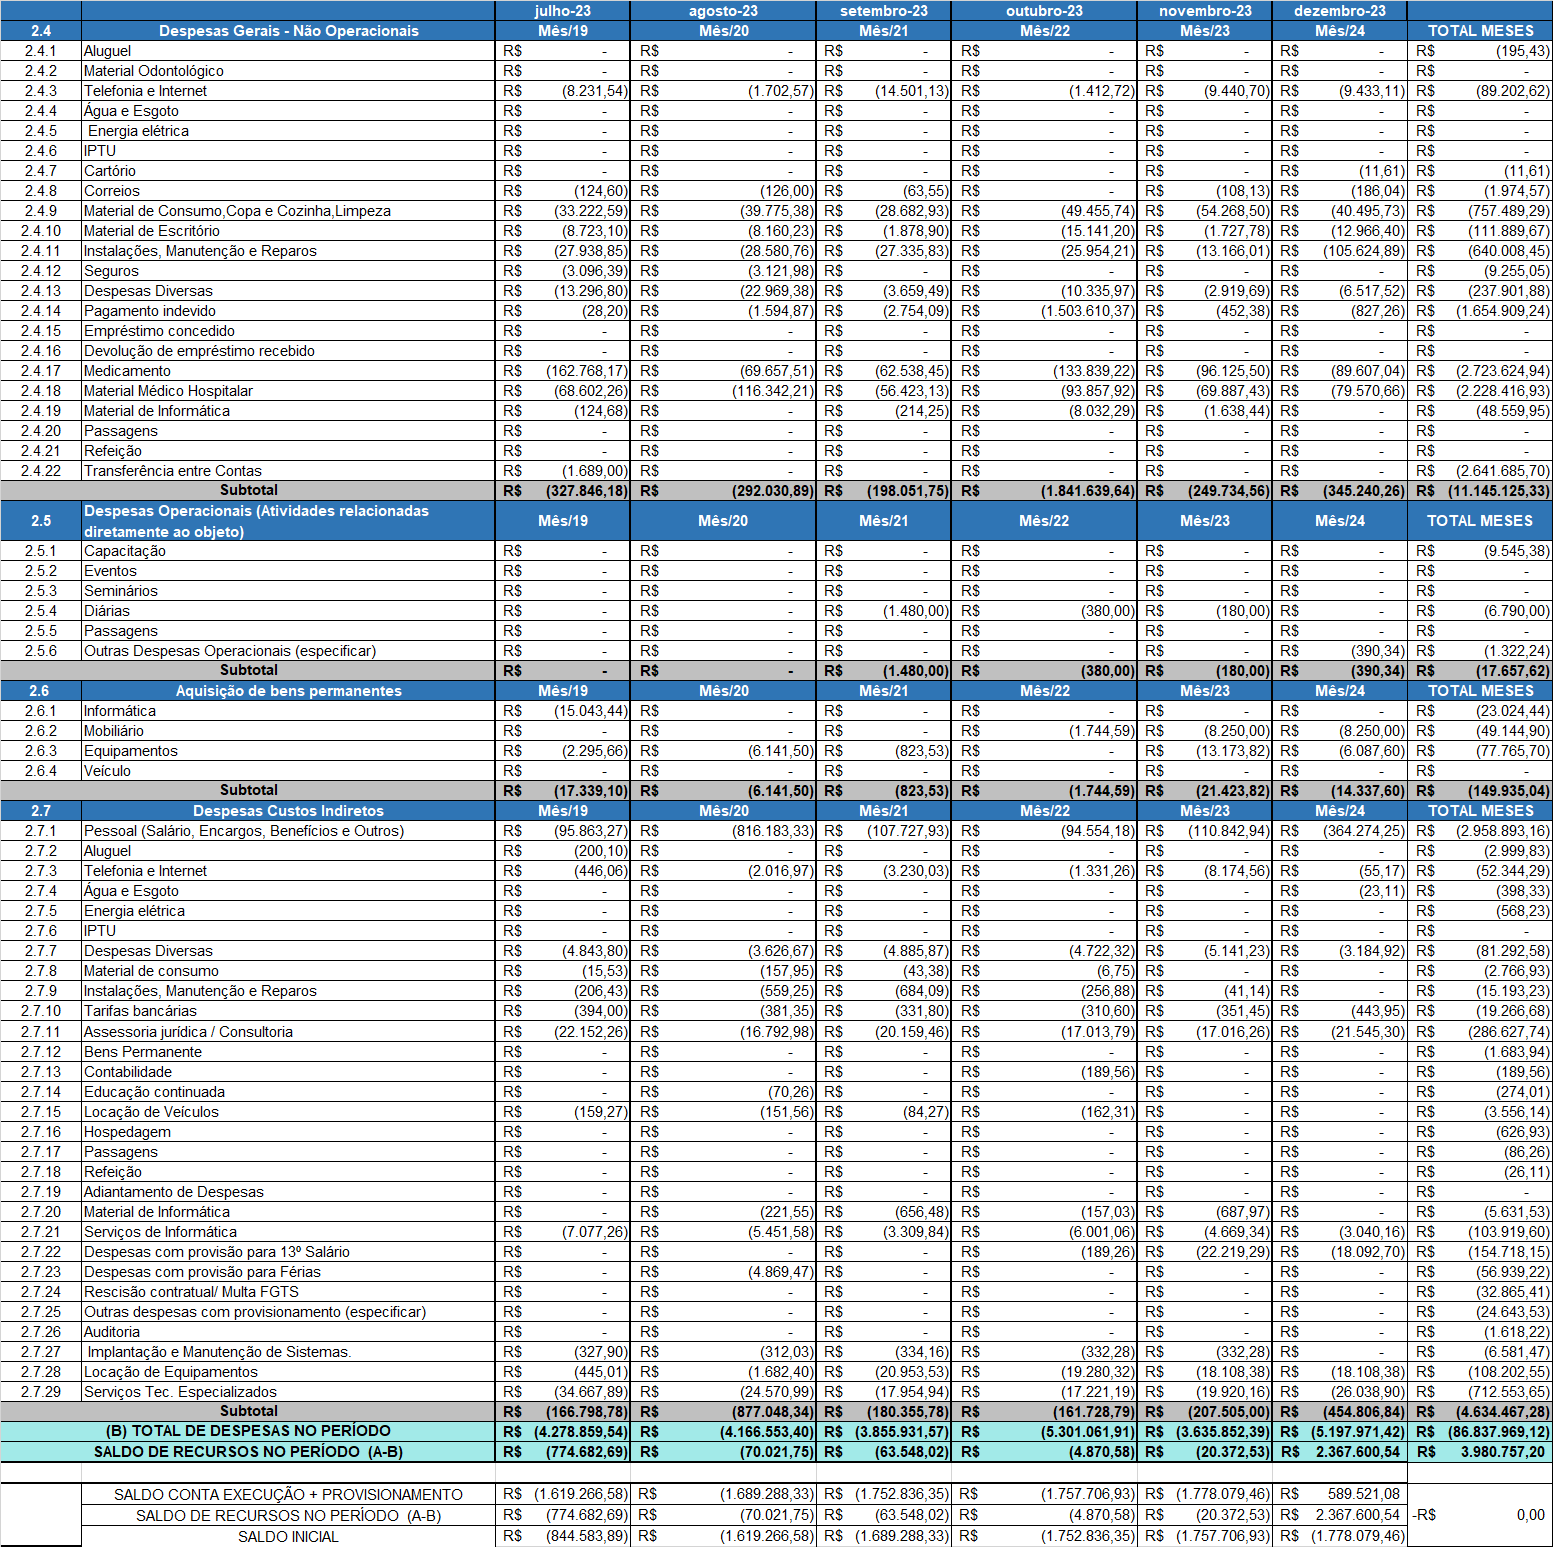 julho-23 agosto-23 setembro-23 outubro-23 novembro-23 dezembro-23
2.4 Despesas Gerais - Não Operacionais Mês/19 Mês/20 Mês/21 Mês/22 Mês/23 Mês/24 TOTAL MESES
2.4.1 Aluguel R$ - R$ - R$ - R$ - R$ - R$ - R$ (195,43)
2.4.2 Material Odontológico R$ - R$ - R$ - R$ - R$ - R$ - R$ -
2.4.3 Telefonia e Internet R$ (8.231,54) R$ (1.702,57) R$ (14.501,13) R$ (1.412,72) R$ (9.440,70) R$ (9.433,11) R$ (89.202,62)
2.4.4 Água e Esgoto R$ - R$ - R$ - R$ - R$ - R$ - R$ -
2.4.5 Energia elétrica R$ - R$ - R$ - R$ - R$ - R$ - R$ -
2.4.6 IPTU R$ - R$ - R$ - R$ - R$ - R$ - R$ -
2.4.7 Cartório R$ - R$ - R$ - R$ - R$ - R$ (11,61) R$ (11,61)
2.4.8 Correios R$ (124,60) R$ (126,00) R$ (63,55) R$ - R$ (108,13) R$ (186,04) R$ (1.974,57)
2.4.9 Material de Consumo,Copa e Cozinha,Limpeza R$ (33.222,59) R$ (39.775,38) R$ (28.682,93) R$ (49.455,74) R$ (54.268,50) R$ (40.495,73) R$ (757.489,29)
2.4.10 Material de Escritório R$ (8.723,10) R$ (8.160,23) R$ (1.878,90) R$ (15.141,20) R$ (1.727,78) R$ (12.966,40) R$ (111.889,67)
2.4.11 Instalações, Manutenção e Reparos R$ (27.938,85) R$ (28.580,76) R$ (27.335,83) R$ (25.954,21) R$ (13.166,01) R$ (105.624,89) R$ (640.008,45)
2.4.12 Seguros R$ (3.096,39) R$ (3.121,98) R$ - R$ - R$ - R$ - R$ (9.255,05)
2.4.13 Despesas Diversas R$ (13.296,80) R$ (22.969,38) R$ (3.659,49) R$ (10.335,97) R$ (2.919,69) R$ (6.517,52) R$ (237.901,88)
2.4.14 Pagamento indevido R$ (28,20) R$ (1.594,87) R$ (2.754,09) R$ (1.503.610,37) R$ (452,38) R$ (827,26) R$ (1.654.909,24)
2.4.15 Empréstimo concedido R$ - R$ - R$ - R$ - R$ - R$ - R$ -
2.4.16 Devolução de empréstimo recebido R$ - R$ - R$ - R$ - R$ - R$ - R$ -
2.4.17 Medicamento R$ (162.768,17) R$ (69.657,51) R$ (62.538,45) R$ (133.839,22) R$ (96.125,50) R$ (89.607,04) R$ (2.723.624,94)
2.4.18 Material Médico Hospitalar R$ (68.602,26) R$ (116.342,21) R$ (56.423,13) R$ (93.857,92) R$ (69.887,43) R$ (79.570,66) R$ (2.228.416,93)
2.4.19 Material de Informática R$ (124,68) R$ - R$ (214,25) R$ (8.032,29) R$ (1.638,44) R$ - R$ (48.559,95)
2.4.20 Passagens R$ - R$ - R$ - R$ - R$ - R$ - R$ -
2.4.21 Refeição R$ - R$ - R$ - R$ - R$ - R$ - R$ -
2.4.22 Transferência entre Contas R$ (1.689,00) R$ - R$ - R$ - R$ - R$ - R$ (2.641.685,70)
Subtotal R$ (327.846,18) R$ (292.030,89) R$ (198.051,75) R$ (1.841.639,64) R$ (249.734,56) R$ (345.240,26) R$ (11.145.125,33)
2.5 Despesas Operacionais (Atividades relacionadas diretamente ao objeto) Mês/19 Mês/20 Mês/21 Mês/22 Mês/23 Mês/24 TOTAL MESES
2.5.1 Capacitação R$ - R$ - R$ - R$ - R$ - R$ - R$ (9.545,38)
2.5.2 Eventos R$ - R$ - R$ - R$ - R$ - R$ - R$ -
2.5.3 Seminários R$ - R$ - R$ - R$ - R$ - R$ - R$ -
2.5.4 Diárias R$ - R$ - R$ (1.480,00) R$ (380,00) R$ (180,00) R$ - R$ (6.790,00)
2.5.5 Passagens R$ - R$ - R$ - R$ - R$ - R$ - R$ -
2.5.6 Outras Despesas Operacionais (especificar) R$ - R$ - R$ - R$ - R$ - R$ (390,34) R$ (1.322,24)
Subtotal R$ - R$ - R$ (1.480,00) R$ (380,00) R$ (180,00) R$ (390,34) R$ (17.657,62)
2.6 Aquisição de bens permanentes Mês/19 Mês/20 Mês/21 Mês/22 Mês/23 Mês/24 TOTAL MESES
2.6.1 Informática R$ (15.043,44) R$ - R$ - R$ - R$ - R$ - R$ (23.024,44)
2.6.2 Mobiliário R$ - R$ - R$ - R$ (1.744,59) R$ (8.250,00) R$ (8.250,00) R$ (49.144,90)
2.6.3 Equipamentos R$ (2.295,66) R$ (6.141,50) R$ (823,53) R$ - R$ (13.173,82) R$ (6.087,60) R$ (77.765,70)
2.6.4 Veículo R$ - R$ - R$ - R$ - R$ - R$ - R$ -
Subtotal R$ (17.339,10) R$ (6.141,50) R$ (823,53) R$ (1.744,59) R$ (21.423,82) R$ (14.337,60) R$ (149.935,04)
2.7 Despesas Custos Indiretos Mês/19 Mês/20 Mês/21 Mês/22 Mês/23 Mês/24 TOTAL MESES
2.7.1 Pessoal (Salário, Encargos, Benefícios e Outros) R$ (95.863,27) R$ (816.183,33) R$ (107.727,93) R$ (94.554,18) R$ (110.842,94) R$ (364.274,25) R$ (2.958.893,16)
2.7.2 Aluguel R$ (200,10) R$ - R$ - R$ - R$ - R$ - R$ (2.999,83)
2.7.3 Telefonia e Internet R$ (446,06) R$ (2.016,97) R$ (3.230,03) R$ (1.331,26) R$ (8.174,56) R$ (55,17) R$ (52.344,29)
2.7.4 Água e Esgoto R$ - R$ - R$ - R$ - R$ - R$ (23,11) R$ (398,33)
2.7.5 Energia elétrica R$ - R$ - R$ - R$ - R$ - R$ - R$ (568,23)
2.7.6 IPTU R$ - R$ - R$ - R$ - R$ - R$ - R$ -
2.7.7 Despesas Diversas R$ (4.843,80) R$ (3.626,67) R$ (4.885,87) R$ (4.722,32) R$ (5.141,23) R$ (3.184,92) R$ (81.292,58)
2.7.8 Material de consumo R$ (15,53) R$ (157,95) R$ (43,38) R$ (6,75) R$ - R$ - R$ (2.766,93)
2.7.9 Instalações, Manutenção e Reparos R$ (206,43) R$ (559,25) R$ (684,09) R$ (256,88) R$ (41,14) R$ - R$ (15.193,23)
2.7.10 Tarifas bancárias R$ (394,00) R$ (381,35) R$ (331,80) R$ (310,60) R$ (351,45) R$ (443,95) R$ (19.266,68)
2.7.11 Assessoria jurídica / Consultoria R$ (22.152,26) R$ (16.792,98) R$ (20.159,46) R$ (17.013,79) R$ (17.016,26) R$ (21.545,30) R$ (286.627,74)
2.7.12 Bens Permanente R$ - R$ - R$ - R$ - R$ - R$ - R$ (1.683,94)
2.7.13 Contabilidade R$ - R$ - R$ - R$ (189,56) R$ - R$ - R$ (189,56)
2.7.14 Educação continuada R$ - R$ (70,26) R$ - R$ - R$ - R$ - R$ (274,01)
2.7.15 Locação de Veículos R$ (159,27) R$ (151,56) R$ (84,27) R$ (162,31) R$ - R$ - R$ (3.556,14)
2.7.16 Hospedagem R$ - R$ - R$ - R$ - R$ - R$ - R$ (626,93)
2.7.17 Passagens R$ - R$ - R$ - R$ - R$ - R$ - R$ (86,26)
2.7.18 Refeição R$ - R$ - R$ - R$ - R$ - R$ - R$ (26,11)
2.7.19 Adiantamento de Despesas R$ - R$ - R$ - R$ - R$ - R$ - R$ -
2.7.20 Material de Informática R$ - R$ (221,55) R$ (656,48) R$ (157,03) R$ (687,97) R$ - R$ (5.631,53)
2.7.21 Serviços de Informática R$ (7.077,26) R$ (5.451,58) R$ (3.309,84) R$ (6.001,06) R$ (4.669,34) R$ (3.040,16) R$ (103.919,60)
2.7.22 Despesas com provisão para 13º Salário R$ - R$ - R$ - R$ (189,26) R$ (22.219,29) R$ (18.092,70) R$ (154.718,15)
2.7.23 Despesas com provisão para Férias R$ - R$ (4.869,47) R$ - R$ - R$ - R$ - R$ (56.939,22)
2.7.24 Rescisão contratual/ Multa FGTS R$ - R$ - R$ - R$ - R$ - R$ - R$ (32.865,41)
2.7.25 Outras despesas com provisionamento (especificar) R$ - R$ - R$ - R$ - R$ - R$ - R$ (24.643,53)
2.7.26 Auditoria R$ - R$ - R$ - R$ - R$ - R$ - R$ (1.618,22)
2.7.27 Implantação e Manutenção de Sistemas. R$ (327,90) R$ (312,03) R$ (334,16) R$ (332,28) R$ (332,28) R$ - R$ (6.581,47)
2.7.28 Locação de Equipamentos R$ (445,01) R$ (1.682,40) R$ (20.953,53) R$ (19.280,32) R$ (18.108,38) R$ (18.108,38) R$ (108.202,55)
2.7.29 Serviços Tec. Especializados R$ (34.667,89) R$ (24.570,99) R$ (17.954,94) R$ (17.221,19) R$ (19.920,16) R$ (26.038,90) R$ (712.553,65)
Subtotal R$ (166.798,78) R$ (877.048,34) R$ (180.355,78) R$ (161.728,79) R$ (207.505,00) R$ (454.806,84) R$ (4.634.467,28)
(B) TOTAL DE DESPESAS NO PERÍODO R$ (4.278.859,54) R$ (4.166.553,40) R$ (3.855.931,57) R$ (5.301.061,91) R$ (3.635.852,39) R$ (5.197.971,42) R$ (86.837.969,12)
SALDO DE RECURSOS NO PERÍODO (A-B) R$ (774.682,69) R$ (70.021,75) R$ (63.548,02) R$ (4.870,58) R$ (20.372,53) R$ 2.367.600,54 R$ 3.980.757,20
SALDO CONTA EXECUÇÃO + PROVISIONAMENTO R$ (1.619.266,58) R$ (1.689.288,33) R$ (1.752.836,35) R$ (1.757.706,93) R$ (1.778.079,46) R$ 589.521,08
SALDO DE RECURSOS NO PERÍODO (A-B) R$ (774.682,69) R$ (70.021,75) R$ (63.548,02) R$ (4.870,58) R$ (20.372,53) R$ 2.367.600,54 -R$ 0,00
SALDO INICIAL R$ (844.583,89) R$ (1.619.266,58) R$ (1.689.288,33) R$ (1.752.836,35) R$ (1.757.706,93) R$ (1.778.079,46)